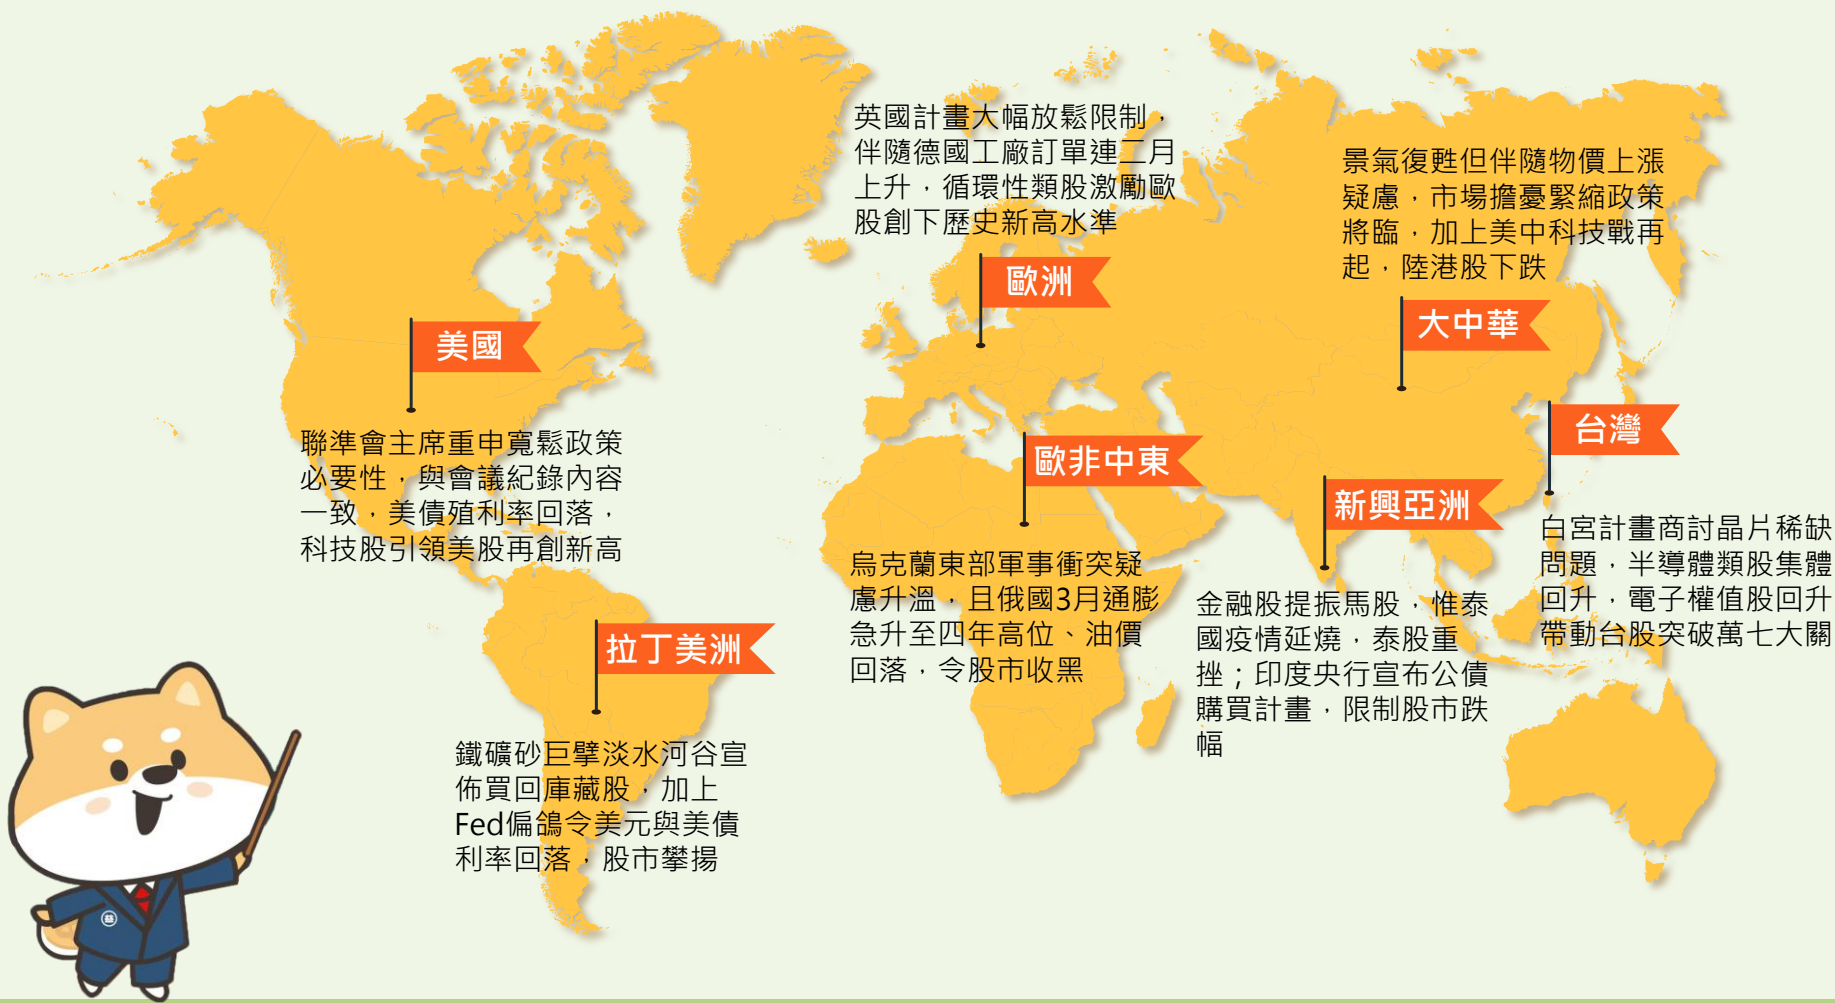 英國計畫大幅放鬆限制，
伴隨德國工廠訂單連二月
上升，循環性類股激勵歐
股創下歷史新高水準
歐洲
景氣復甦但伴隨物價上漲
疑慮，市場擔憂緊縮政策
將臨，加上美中科技戰再
起，陸港股下跌
大中華
美國
聯準會主席重申寬鬆政策
必要性，與會議紀錄內容
一致，美債殖利率回落，
科技股引領美股再創新高
歐非中東
烏克蘭東部軍事衝突疑
慮升溫，且俄國3月通膨
急升至四年高位、油價
回落，令股市收黑
新興亞洲
金融股提振馬股，惟泰
國疫情延燒，泰股重
挫；印度央行宣布公債
購買計畫，限制股市跌
幅
台灣
白宮計畫商討晶片稀缺
問題，半導體類股集體
回升，電子權值股回升
帶動台股突破萬七大關
拉丁美洲
鐵礦砂巨擘淡水河谷宣
佈買回庫藏股，加上
Fed偏鴿令美元與美債
利率回落，股市攀揚